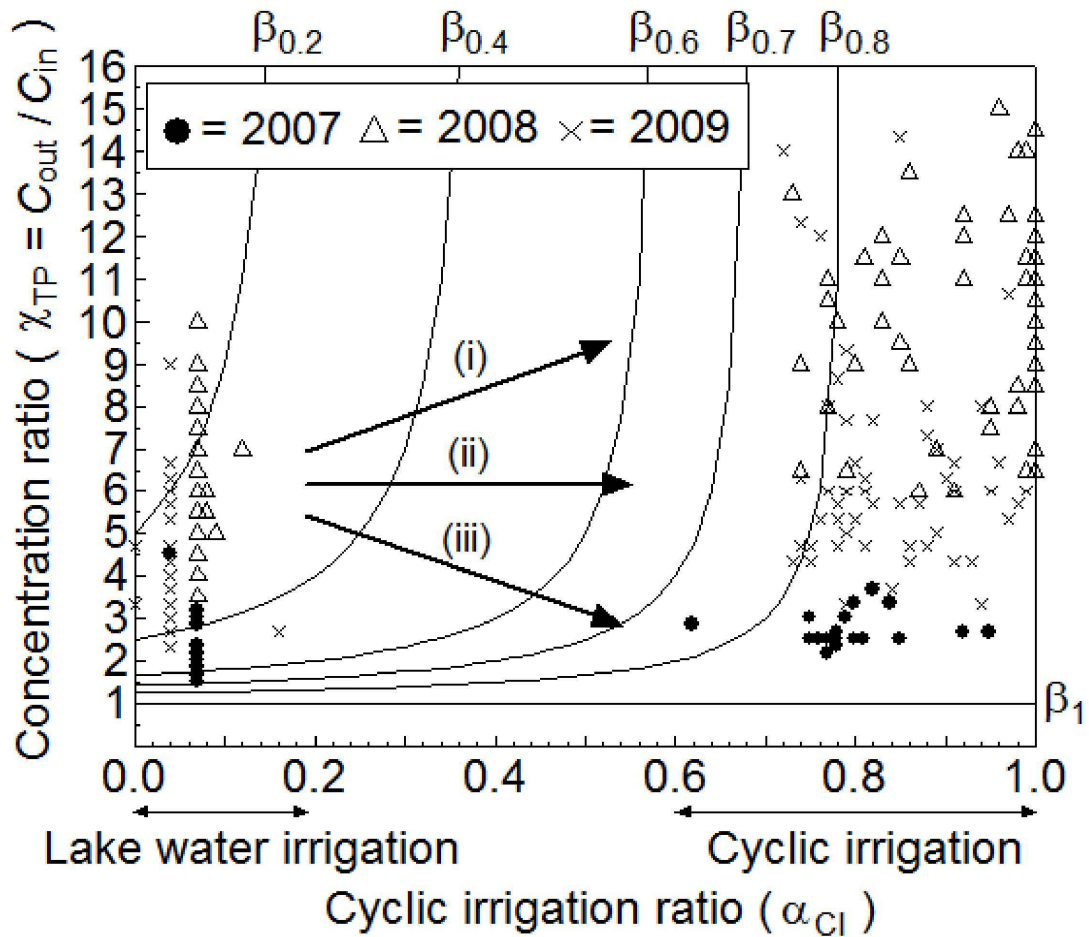 β0.2 β0.4 β0.6 β0.7 β0.8
Concentration ratio ( χTP = Cout / Cin )
16
15
14
13
12
11
10
9
8
7
6
5
4
3
2
1
= 2007 = 2008 = 2009
(i)
(ii)
(iii)
β1
0.0 0.2 0.4 0.6 0.8 1.0
Lake water irrigation Cyclic irrigation
Cyclic irrigation ratio ( αCI )